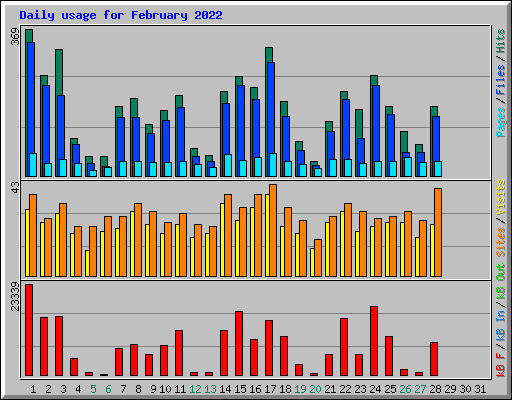 Daily usage for February 2022
369
Pages / Files / Hits
43
Sites / Visits
23339
kB F / kB In / kB Out
1 2 3 4 5 6 7 8 9 10 11 12 13 14 15 16 17 18 19 20 21 22 23 24 25 26 27 28 29 30 31